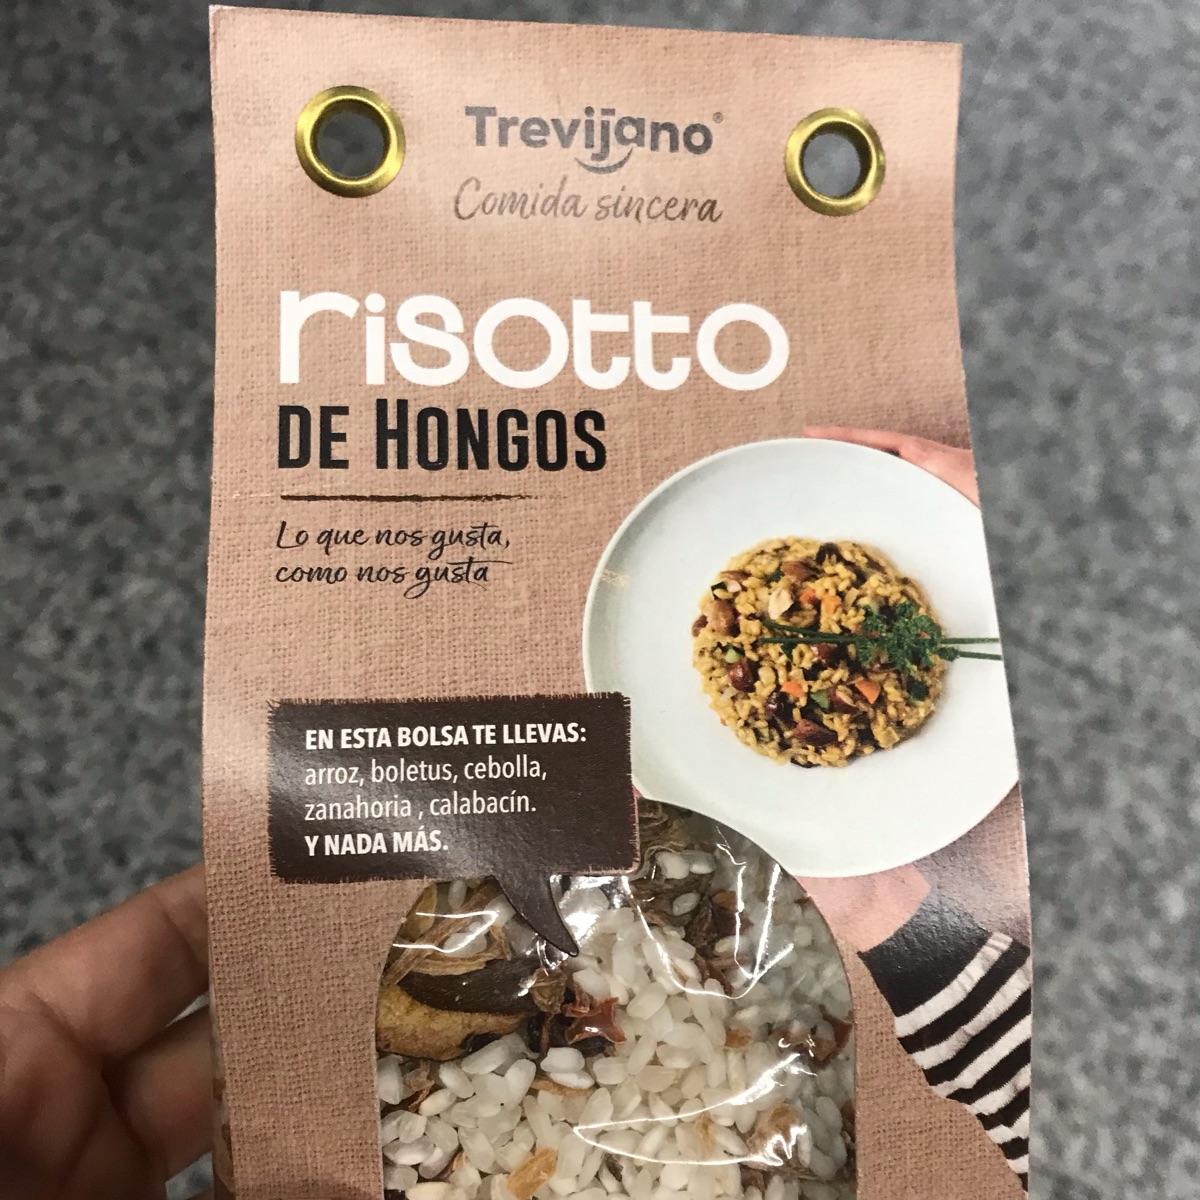 Trevijano®
Comida sincera
risotto
DE HONGOS
Lo que nos gusta,
como nos gusta
EN ESTA BOLSA TE LLEVAS:
arroz, boletus, cebolla,
zanahoria , calabacín.
Y NADA MÁS.